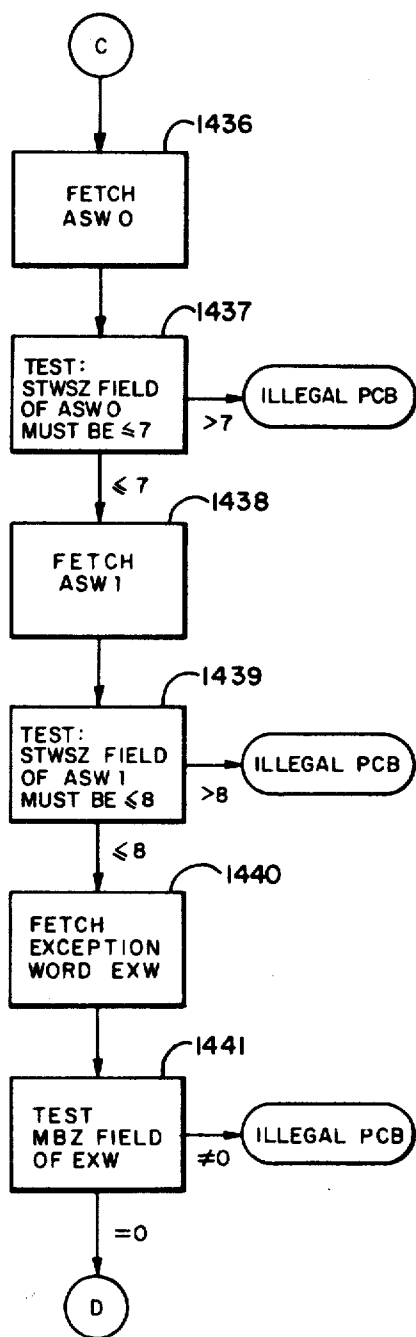 C
1436
FETCH
ASW 0
1437
TEST:
STWSZ FIELD
OF ASW 0
MUST BE ≤ 7
>7
ILLEGAL PCB
≤ 7
1438
FETCH
ASW 1
1439
TEST:
STWSZ FIELD
OF ASW 1
MUST BE ≤8
>8
ILLEGAL PCB
≤8
1440
FETCH
EXCEPTION
WORD EXW
1441
TEST
MBZ FIELD
OF EXW
≠0
ILLEGAL PCB
=0
D